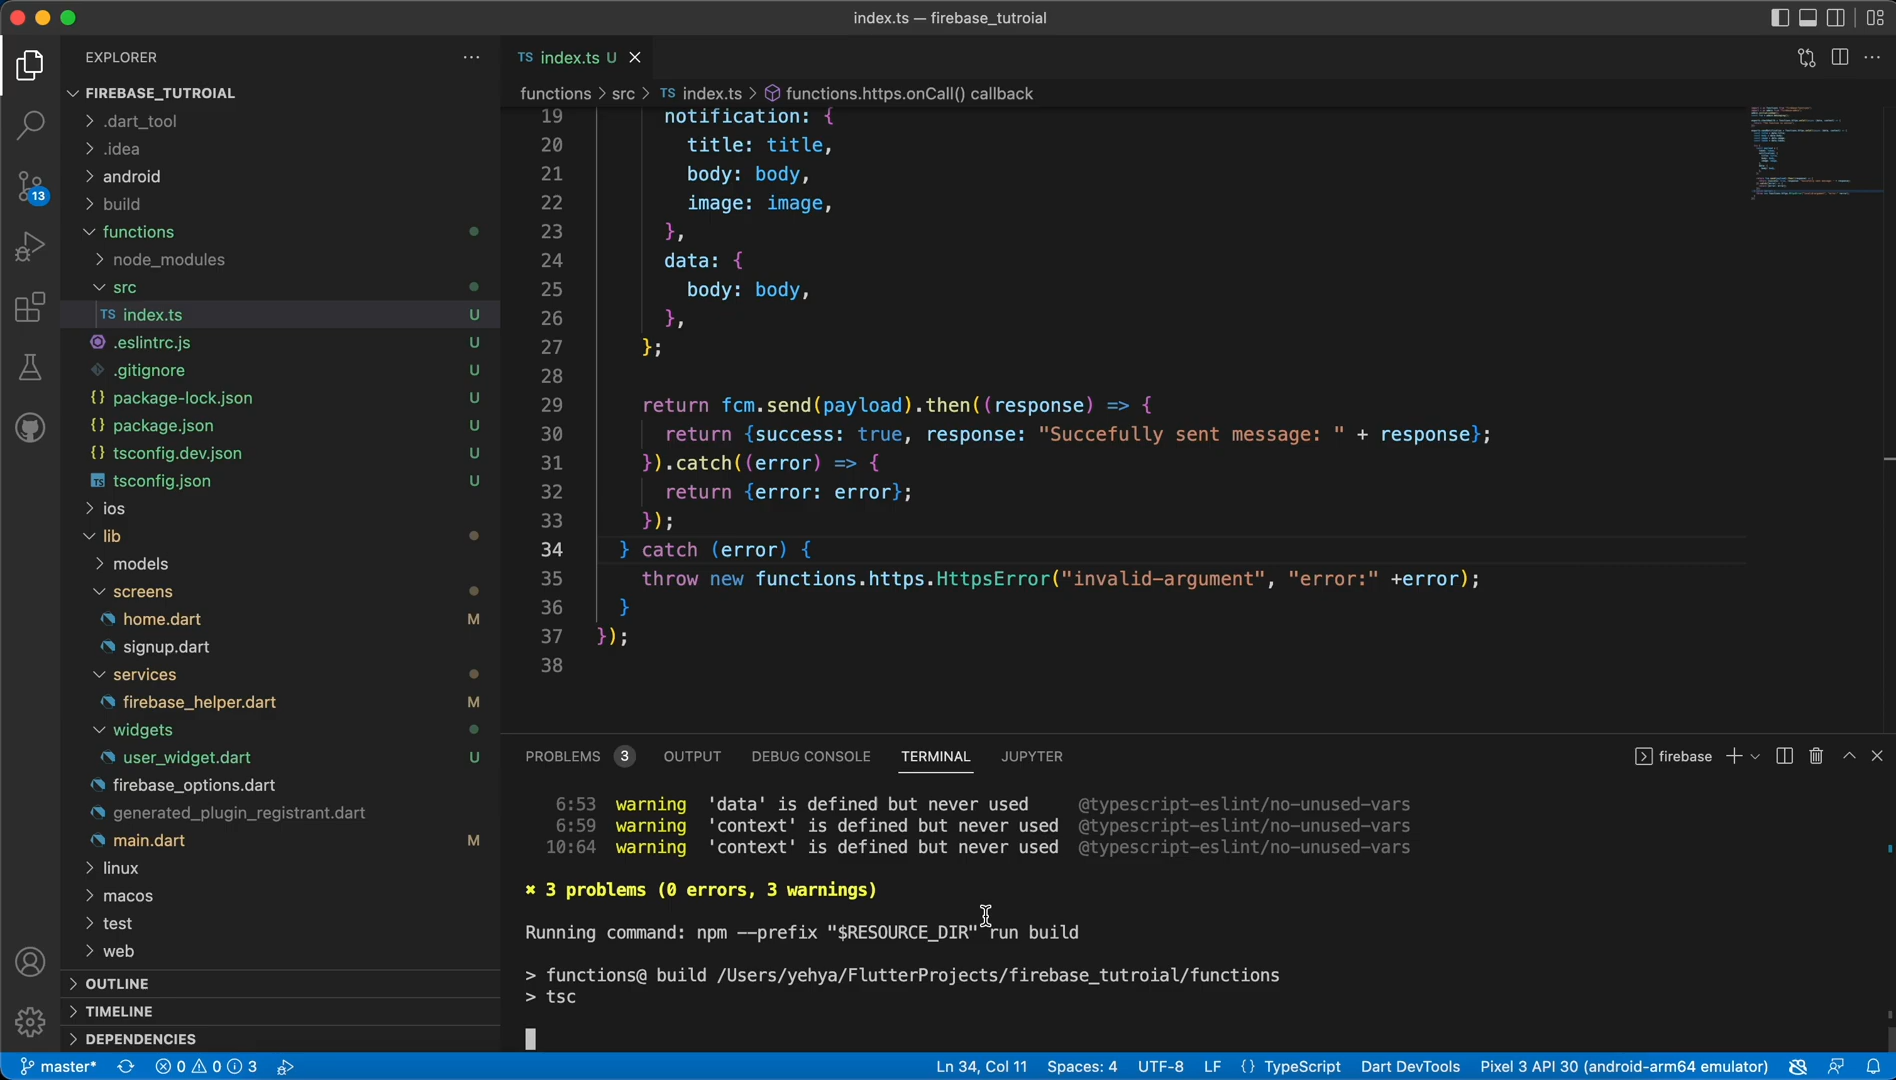 index.ts — firebase_tutroial
EXPLORER
FIREBASE_TUTROIAL
.dart_tool
.idea
android
build
functions
node_modules
src
TS index.ts U
.eslintrc.js U
.gitignore U
{} package-lock.json U
{} package.json U
{} tsconfig.dev.json U
TS tsconfig.json U
ios
lib
models
screens
home.dart M
signup.dart
services
firebase_helper.dart M
widgets
user_widget.dart U
firebase_options.dart
generated_plugin_registrant.dart
main.dart M
linux
macos
test
web
OUTLINE
TIMELINE
DEPENDENCIES
13
TS index.ts U
functions > src > TS index.ts > functions.https.onCall() callback
19 notification: {
20 title: title,
21 body: body,
22 image: image,
23 },
24 data: {
25 body: body,
26 },
27 };
28
29 return fcm.send(payload).then((response) => {
30 return {success: true, response: "Succefully sent message: " + response};
31 }).catch((error) => {
32 return {error: error};
33 });
34 } catch (error) {
35 throw new functions.https.HttpsError("invalid-argument", "error:" +error);
36 }
37 });
38
PROBLEMS 3 OUTPUT DEBUG CONSOLE TERMINAL JUPYTER firebase
6:53 warning 'data' is defined but never used @typescript-eslint/no-unused-vars
6:59 warning 'context' is defined but never used @typescript-eslint/no-unused-vars
10:64 warning 'context' is defined but never used @typescript-eslint/no-unused-vars
✖ 3 problems (0 errors, 3 warnings)
Running command: npm --prefix "$RESOURCE_DIR" run build
> functions@ build /Users/yehya/FlutterProjects/firebase_tutroial/functions
> tsc
master* 0 0 3 Ln 34, Col 11 Spaces: 4 UTF-8 LF {} TypeScript Dart DevTools Pixel 3 API 30 (android-arm64 emulator)